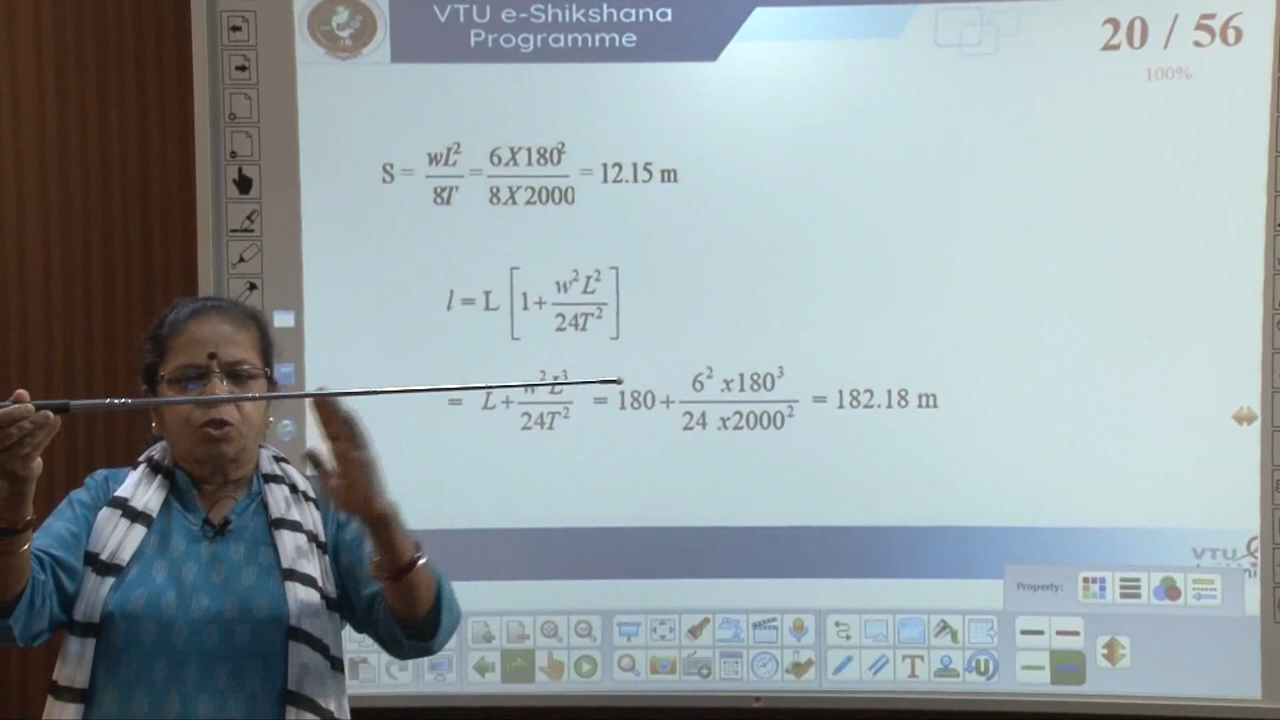 VTU e-Shikshana
Programme
20 / 56
100%
S = wL²/8T = 6X180²/8X2000 = 12.15 m
l = L [1+ w²L²/24T²]
= L+ w²L³/24T² = 180+ 6² x180³/24 x2000² = 182.18 m
VTU
Property: